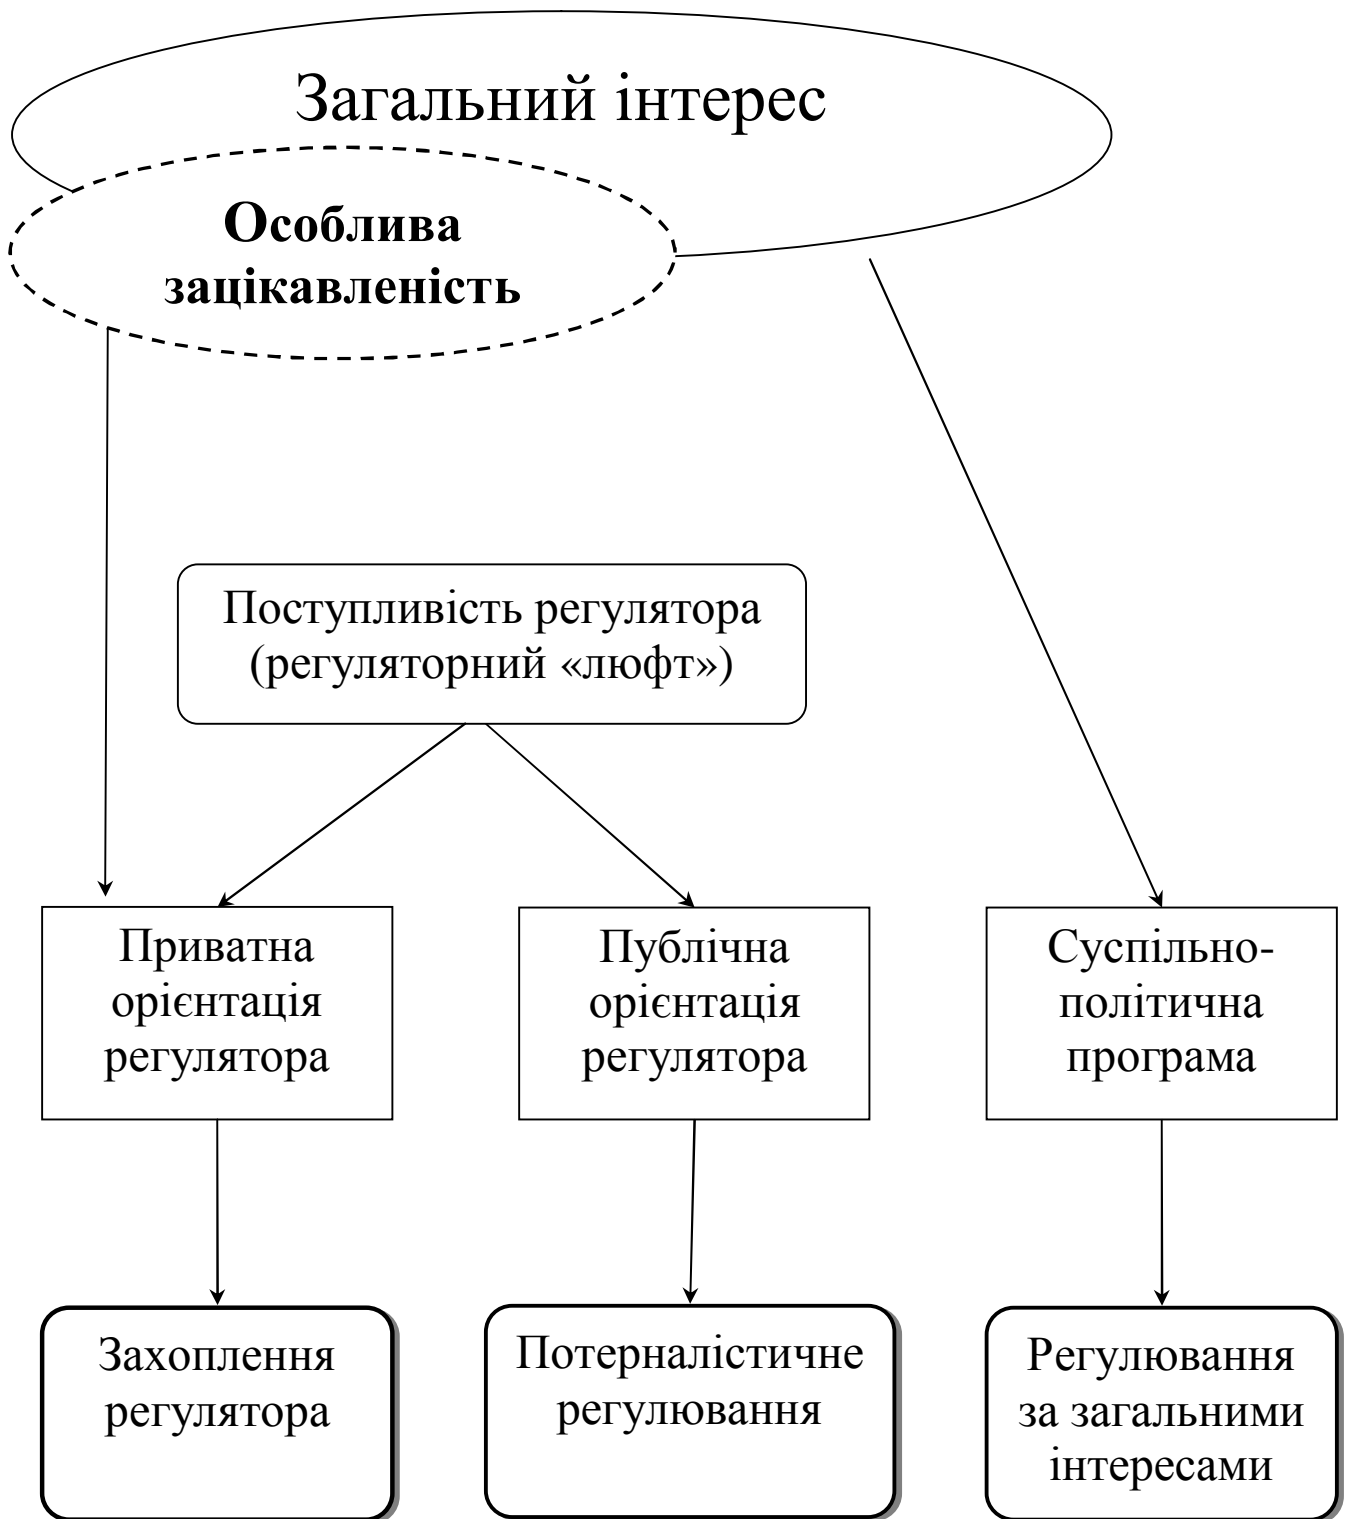 Загальний інтерес
Особлива
зацікавленість
Поступливість регулятора
(регуляторний «люфт»)
Приватна
орієнтація
регулятора
Публічна
орієнтація
регулятора
Суспільно-
політична
програма
Захоплення
регулятора
Потерналістичне
регулювання
Регулювання
за загальними
інтересами